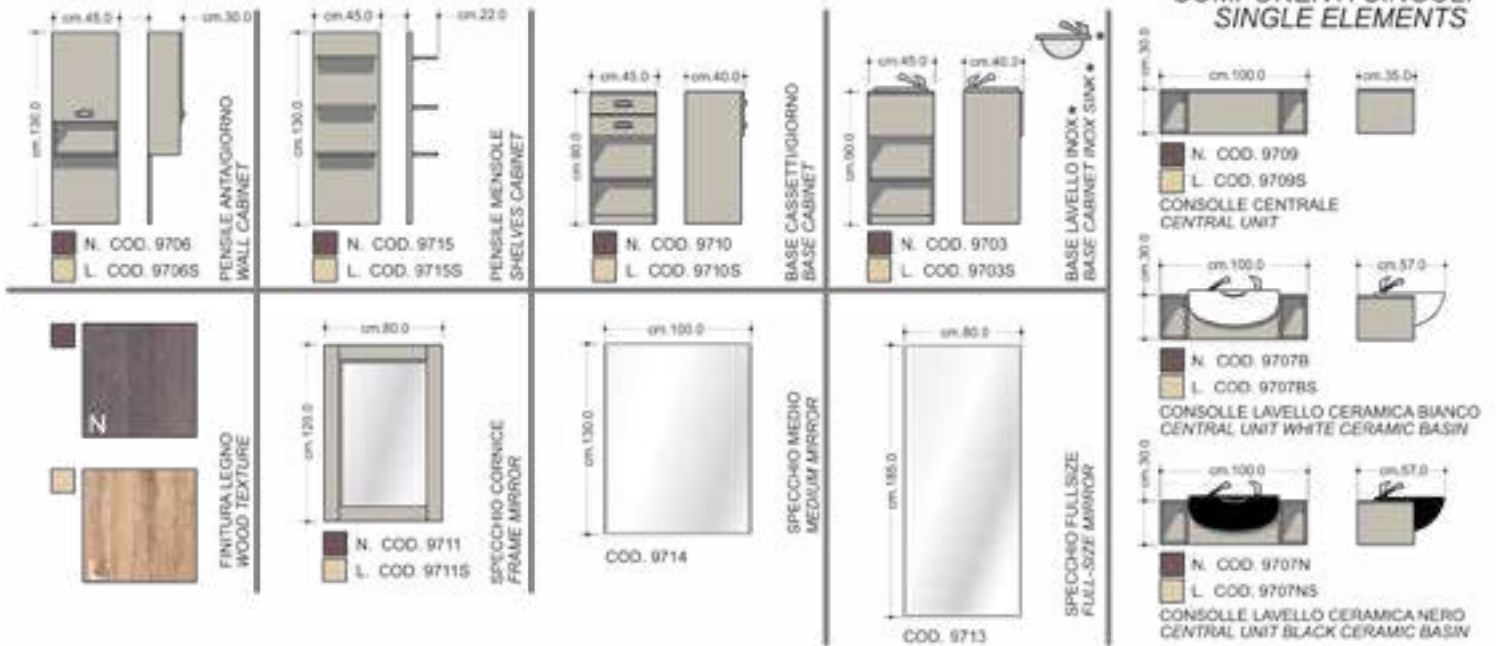 cm.45.0
cm.30.0
cm.130.0
N. COD. 9706
L. COD. 9706S
PENSILE ANTA/GIORNO
WALL CABINET
cm.45.0
cm.22.0
cm.130.0
N. COD. 9715
L. COD. 9715S
PENSILE MENSOLE
SHELVES CABINET
cm.45.0
cm.40.0
N. COD. 9710
L. COD. 9710S
BASE CASSETTI/GIORNO
BASE CABINET
*
cm.45.0
cm.40.0
cm.90.0
N. COD. 9703
L. COD. 9703S
BASE LAVELLO INOX *
BASE CABINET INOX SINK *
SINGLE ELEMENTS
cm.30.0
cm.100.0
cm.35.0
N. COD. 9709
L. COD. 9709S
CONSOLLE CENTRALE
CENTRAL UNIT
cm.30.0
cm.100.0
cm.57.0
N. COD. 9707B
L. COD. 9707BS
CONSOLLE LAVELLO CERAMICA BIANCO
CENTRAL UNIT WHITE CERAMIC BASIN
cm.30.0
cm.100.0
cm.57.0
N. COD. 9707N
L. COD. 9707NS
CONSOLLE LAVELLO CERAMICA NERO
CENTRAL UNIT BLACK CERAMIC BASIN
N
FINITURA LEGNO
WOOD TEXTURE
cm.80.0
cm.120.0
N. COD. 9711
L. COD. 9711S
SPECCHIO CORNICE
FRAME MIRROR
cm.100.0
cm.130.0
COD. 9714
SPECCHIO MEDIO
MEDIUM MIRROR
cm.80.0
cm.185.0
COD. 9713
SPECCHIO FULLSIZE
FULL-SIZE MIRROR